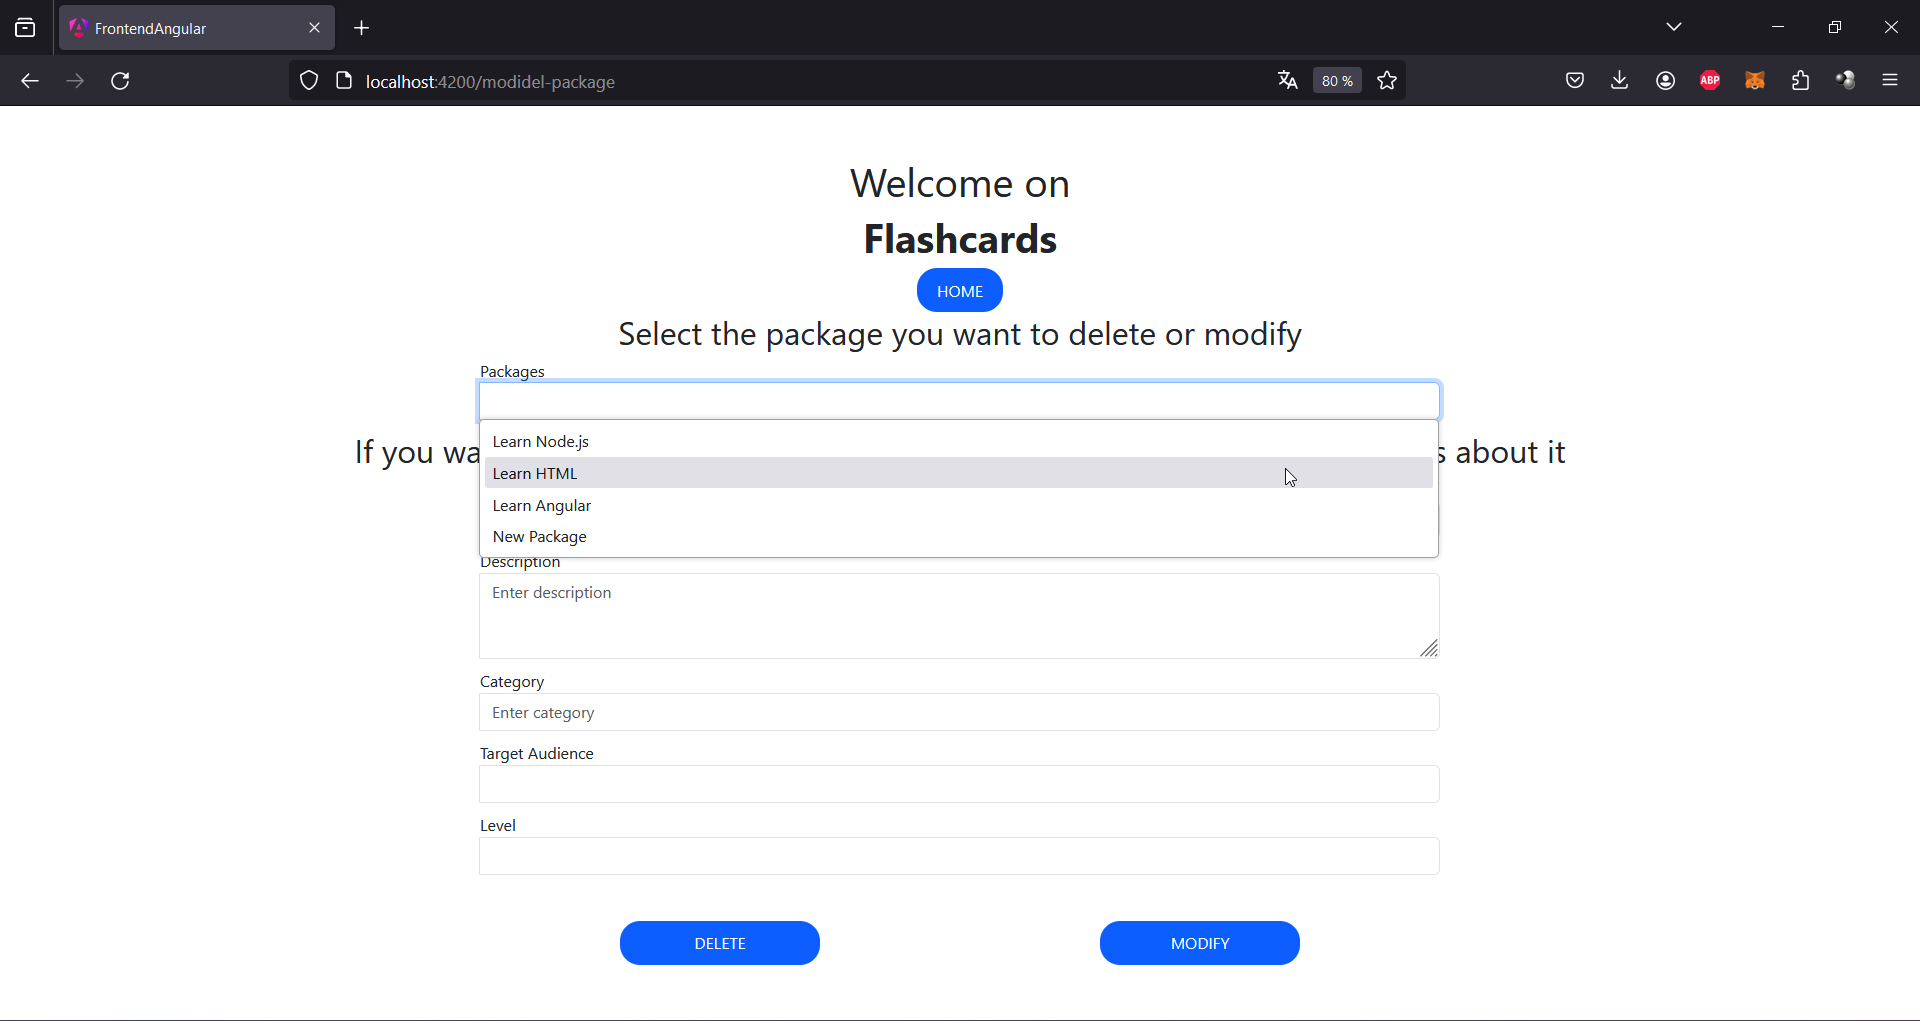 FrontendAngular
localhost:4200/modidel-package
80 %
ABP
Welcome on
Flashcards
HOME
Select the package you want to delete or modify
Packages
Learn Node.js
If you wa s about it
Learn HTML
Learn Angular
New Package
Description
Enter description
Category
Enter category
Target Audience
Level
DELETE
MODIFY